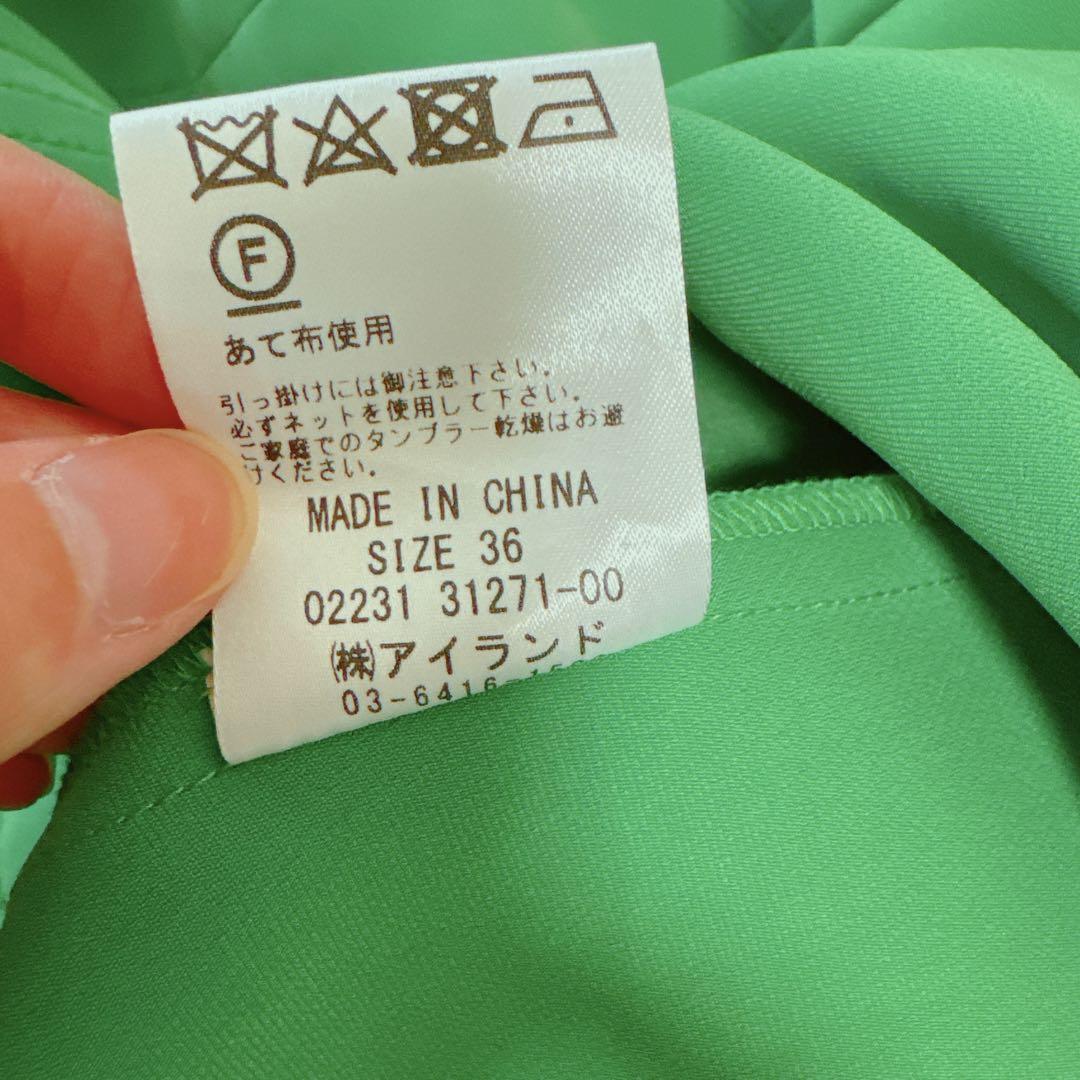 F
あて布使用
引っ掛けには御注意下さい。
必ずネットを使用して下さい。
ご家庭でのタンブラー乾燥はお避
けください。
MADE IN CHINA
SIZE 36
02231 31271-00
(株)アイランド
03-6416-